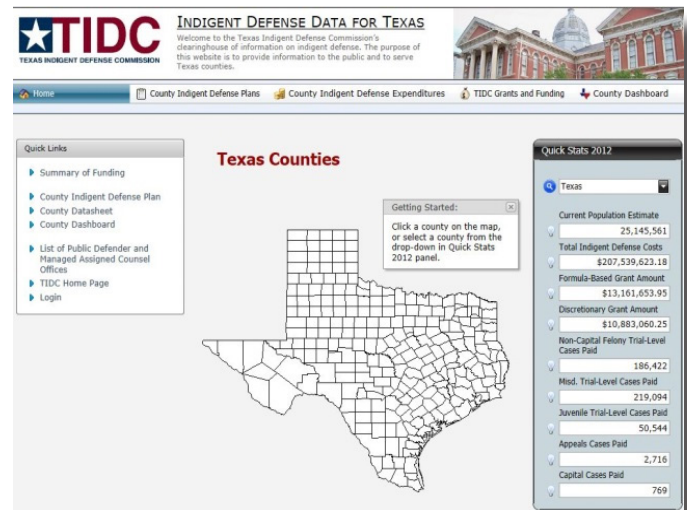 TIDC
TEXAS INDIGENT DEFENSE COMMISSION
INDIGENT DEFENSE DATA FOR TEXAS
Welcome to the Texas Indigent Defense Commission's
clearinghouse of information on indigent defense. The purpose of
this website is to provide information to the public and to serve
Texas counties.
Home
County Indigent Defense Plans
County Indigent Defense Expenditures
TIDC Grants and Funding
County Dashboard
Quick Links
Summary of Funding
County Indigent Defense Plan
County Datasheet
County Dashboard
List of Public Defender and
Managed Assigned Counsel
Offices
TIDC Home Page
Login
Texas Counties
Getting Started:
Click a county on the map,
or select a county from the
drop-down in Quick Stats
2012 panel.
Quick Stats 2012
Texas
Current Population Estimate
25,145,561
Total Indigent Defense Costs
$207,539,623.18
Formula-Based Grant Amount
$13,161,653.95
Discretionary Grant Amount
$10,883,060.25
Non-Capital Felony Trial-Level
Cases Paid
186,422
Misd. Trial-Level Cases Paid
219,094
Juvenile Trial-Level Cases Paid
50,544
Appeals Cases Paid
2,716
Capital Cases Paid
769